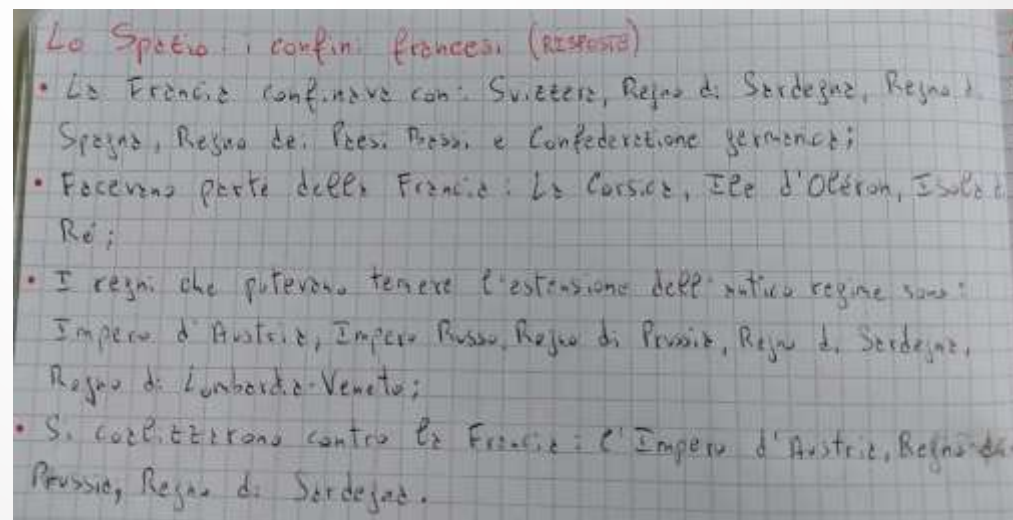 Lo Spazio: i confini francesi (RISPOSTE)
• La Francia confinava con: Svizzera, Regno di Sardegna, Regno di
Spagna, Regno dei Paesi Bassi e Confederazione germanica;
• Facevano parte della Francia: La Corsica, Ile d'Oléron, Isola di
Ré;
• I regni che potevano temere l'estensione dell'antico regime sono:
Impero d'Austria, Impero Russo, Regno di Prussia, Regno di Sardegna,
Regno di Lombardia-Veneto;
• Si coalizzarono contro la Francia: l'Impero d'Austria, Regno di
Prussia, Regno di Sardegna.